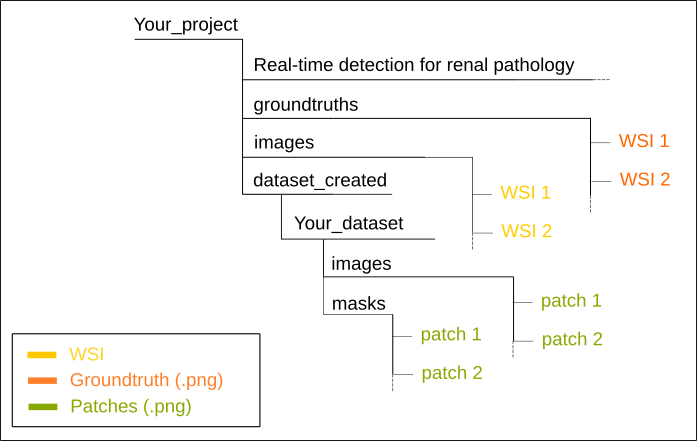 Your_project
Real-time detection for renal pathology
groundtruths
WSI 1
images
WSI 2
dataset_created
WSI 1
Your_dataset
WSI 2
images
patch 1
masks
patch 1
patch 2
patch 2
WSI
Groundtruth (.png)
Patches (.png)